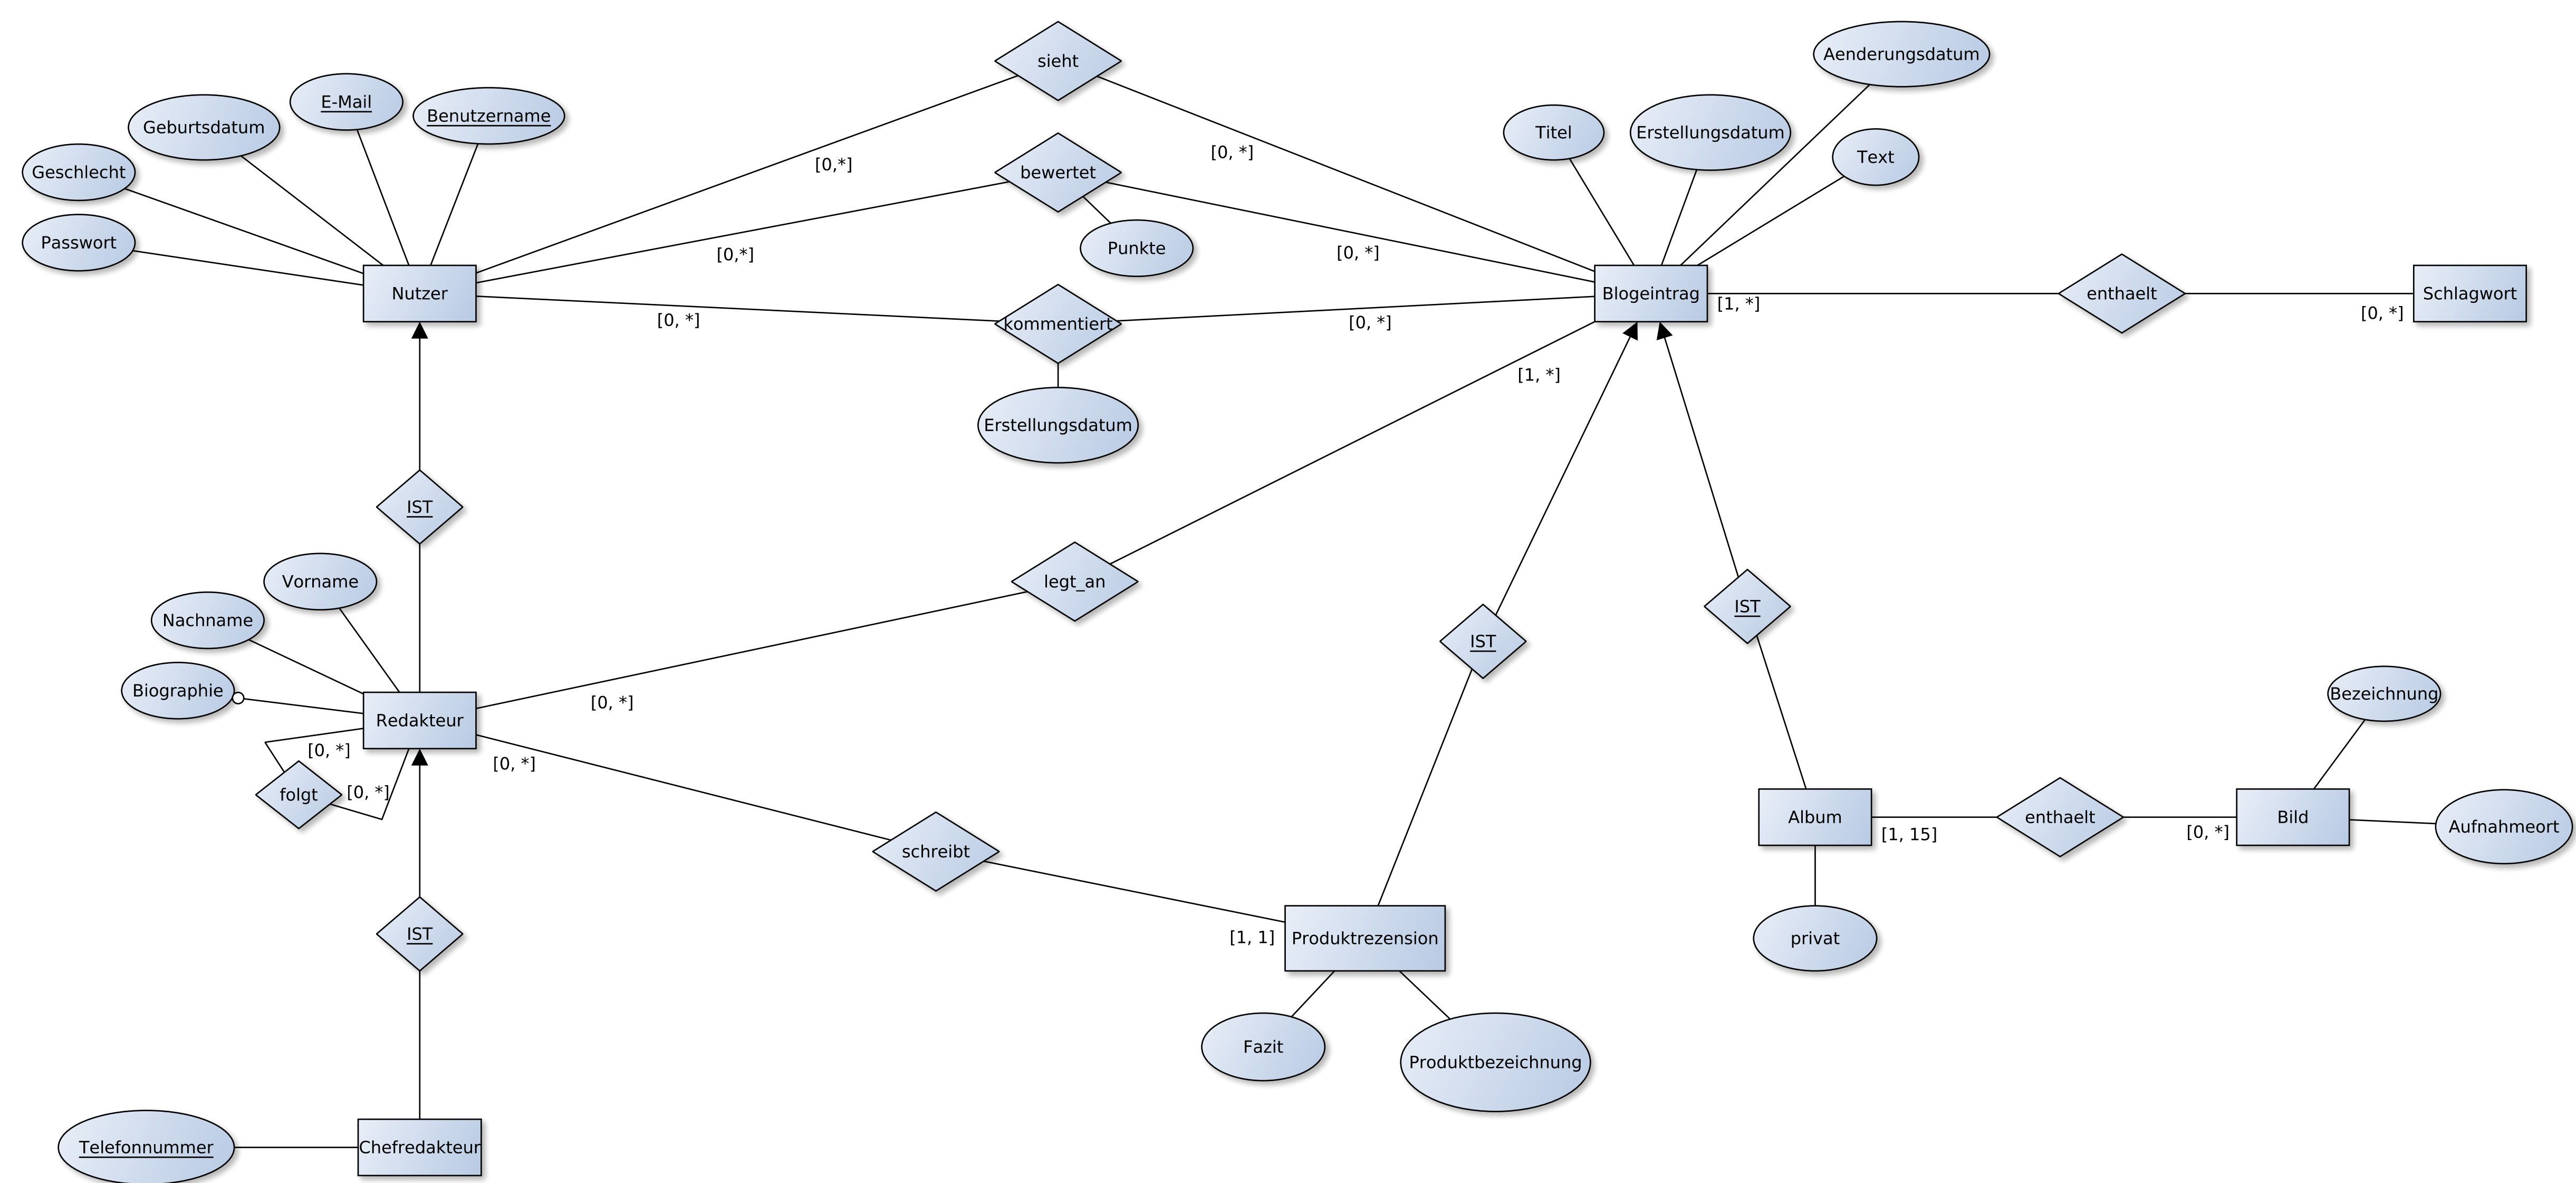 sieht
Aenderungsdatum
E-Mail
Benutzername
Geburtsdatum
Titel
Erstellungsdatum
Text
Geschlecht
[0,*]
[0, *]
bewertet
Passwort
[0,*]
Punkte
[0, *]
Nutzer
Blogeintrag
[1, *]
enthaelt
[0, *]
Schlagwort
[0, *]
kommentiert
[0, *]
[1, *]
Erstellungsdatum
IST
Vorname
legt_an
IST
IST
Nachname
Biographie
[0, *]
Redakteur
Bezeichnung
[0, *]
[0, *]
folgt
[0, *]
schreibt
Album
[1, 15]
enthaelt
[0, *]
Bild
Aufnahmeort
IST
[1, 1]
Produktrezension
privat
Fazit
Produktbezeichnung
Telefonnummer
Chefredakteur